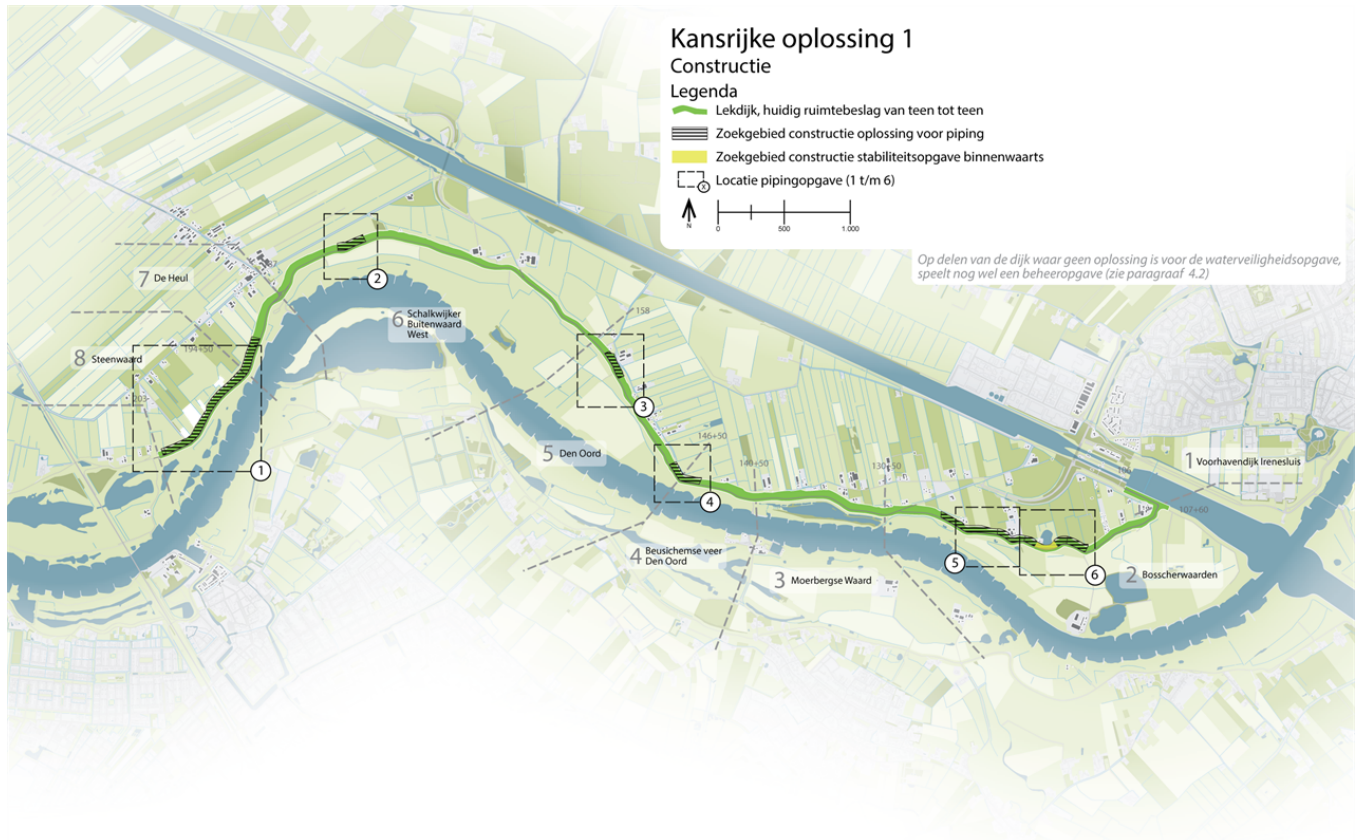 Kansrijke oplossing 1
Constructie
Legenda
Lekdijk, huidig ruimtebeslag van teen tot teen
Zoekgebied constructie oplossing voor piping
Zoekgebied constructie stabiliteitsopgave binnenwaarts
x Locatie pipingopgave (1 t/m 6)
N
0 500 1.000
Op delen van de dijk waar geen oplossing is voor de waterveiligheidsopgave,
speelt nog wel een beheeropgave (zie paragraaf 4.2)
7 De Heul
2
6 Schalkwijker
Buitenwaard
West
158
8 Steenwaard
194+50
203
3
1
146+50
5 Den Oord
140+50
130+50
4
106
1 Voorhavendijk Irenesluis
107+60
4 Beusichemse veer
Den Oord
3 Moerbergse Waard
5
6
2 Bosscherwaarden